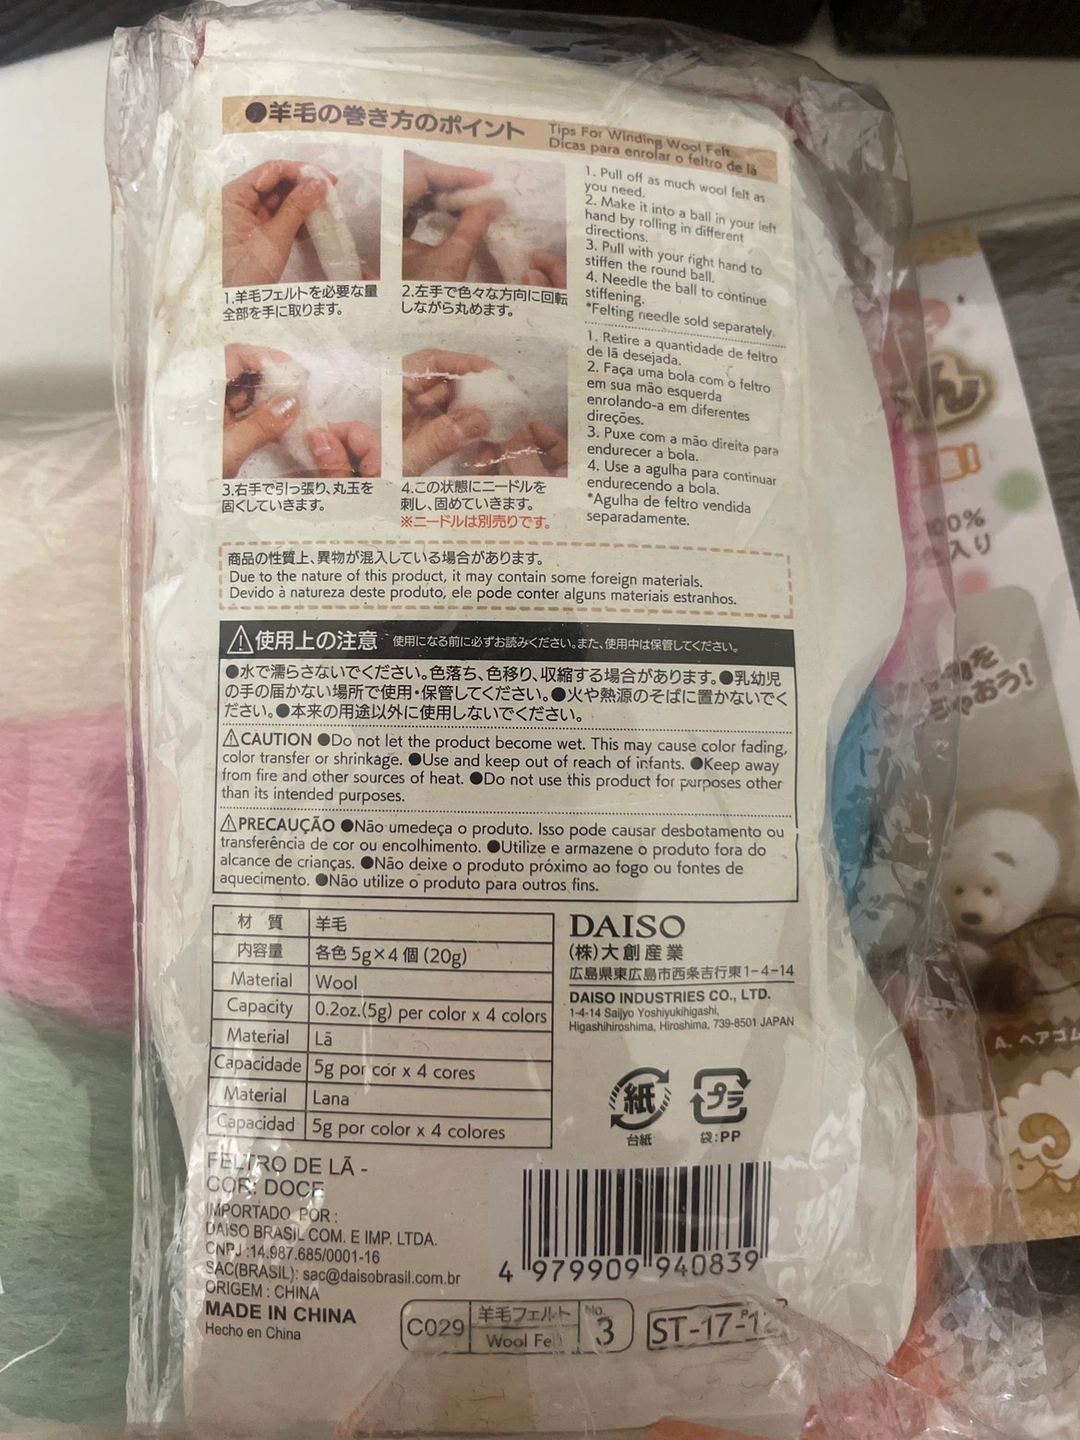 ●羊毛の巻き方のポイント
Tips For Winding Wool Felt
Dicas para enrolar o feltro de lã
1.羊毛フェルトを必要な量
全部を手に取ります。
2.左手で色々な方向に回転
しながら丸めます。
3.右手で引っ張り、丸玉を
固くしていきます。
4.この状態にニードルを
刺し、固めていきます。
※ニードルは別売りです。
1. Pull off as much wool felt as
you need.
2. Make it into a ball in your left
hand by rolling in different
directions.
3. Pull with your right hand to
stiffen the round ball.
4. Needle the ball to continue
stiffening.
*Felting needle sold separately.
1. Retire a quantidade de feltro
de lã desejada.
2. Faça uma bola com o feltro
em sua mão esquerda
enrolando-a em diferentes
direções.
3. Puxe com a mão direita para
endurecer a bola.
4. Use a agulha para continuar
endurecendo a bola.
*Agulha de feltro vendida
separadamente.
商品の性質上、異物が混入している場合があります。
Due to the nature of this product, it may contain some foreign materials.
Devido à natureza deste produto, ele pode conter alguns materiais estranhos.
⚠使用上の注意 使用になる前に必ずお読みください。また、使用中は保管してください。
●水で濡らさないでください。色落ち、色移り、収縮する場合があります。●乳幼児
の手の届かない場所で使用・保管してください。●火や熱源のそばに置かないでく
ださい。●本来の用途以外に使用しないでください。
⚠CAUTION ●Do not let the product become wet. This may cause color fading,
color transfer or shrinkage. ●Use and keep out of reach of infants. ●Keep away
from fire and other sources of heat. ●Do not use this product for purposes other
than its intended purposes.
⚠PRECAUÇÃO ●Não umedeça o produto. Isso pode causar desbotamento ou
transferência de cor ou encolhimento. ●Utilize e armazene o produto fora do
alcance de crianças. ●Não deixe o produto próximo ao fogo ou fontes de
aquecimento. ●Não utilize o produto para outros fins.
材 質 羊毛
内容量 各色 5g×4 個 (20g)
Material Wool
Capacity 0.2oz.(5g) per color x 4 colors
Material Lã
Capacidade 5g por cor x 4 cores
Material Lana
Capacidad 5g por color x 4 colores
DAISO
(株)大創産業
広島県東広島市西条吉行東1-4-14
DAISO INDUSTRIES CO., LTD.
1-4-14 Saijyo Yoshiyukihigashi,
Higashihiroshima, Hiroshima, 739-8501 JAPAN
紙
台紙
プラ
袋:PP
FELTRO DE LÃ -
COR: DOCE
IMPORTADO POR :
DAISO BRASIL COM. E IMP. LTDA.
CNPJ :14.987.685/0001-16
SAC(BRASIL): sac@daisobrasil.com.br
ORIGEM : CHINA
MADE IN CHINA
Hecho en China
4 979909 940839
C029 羊毛フェルト No.
Wool Fe 3
ST-17-
ん
100%
入り
おう!
A. ヘアゴム